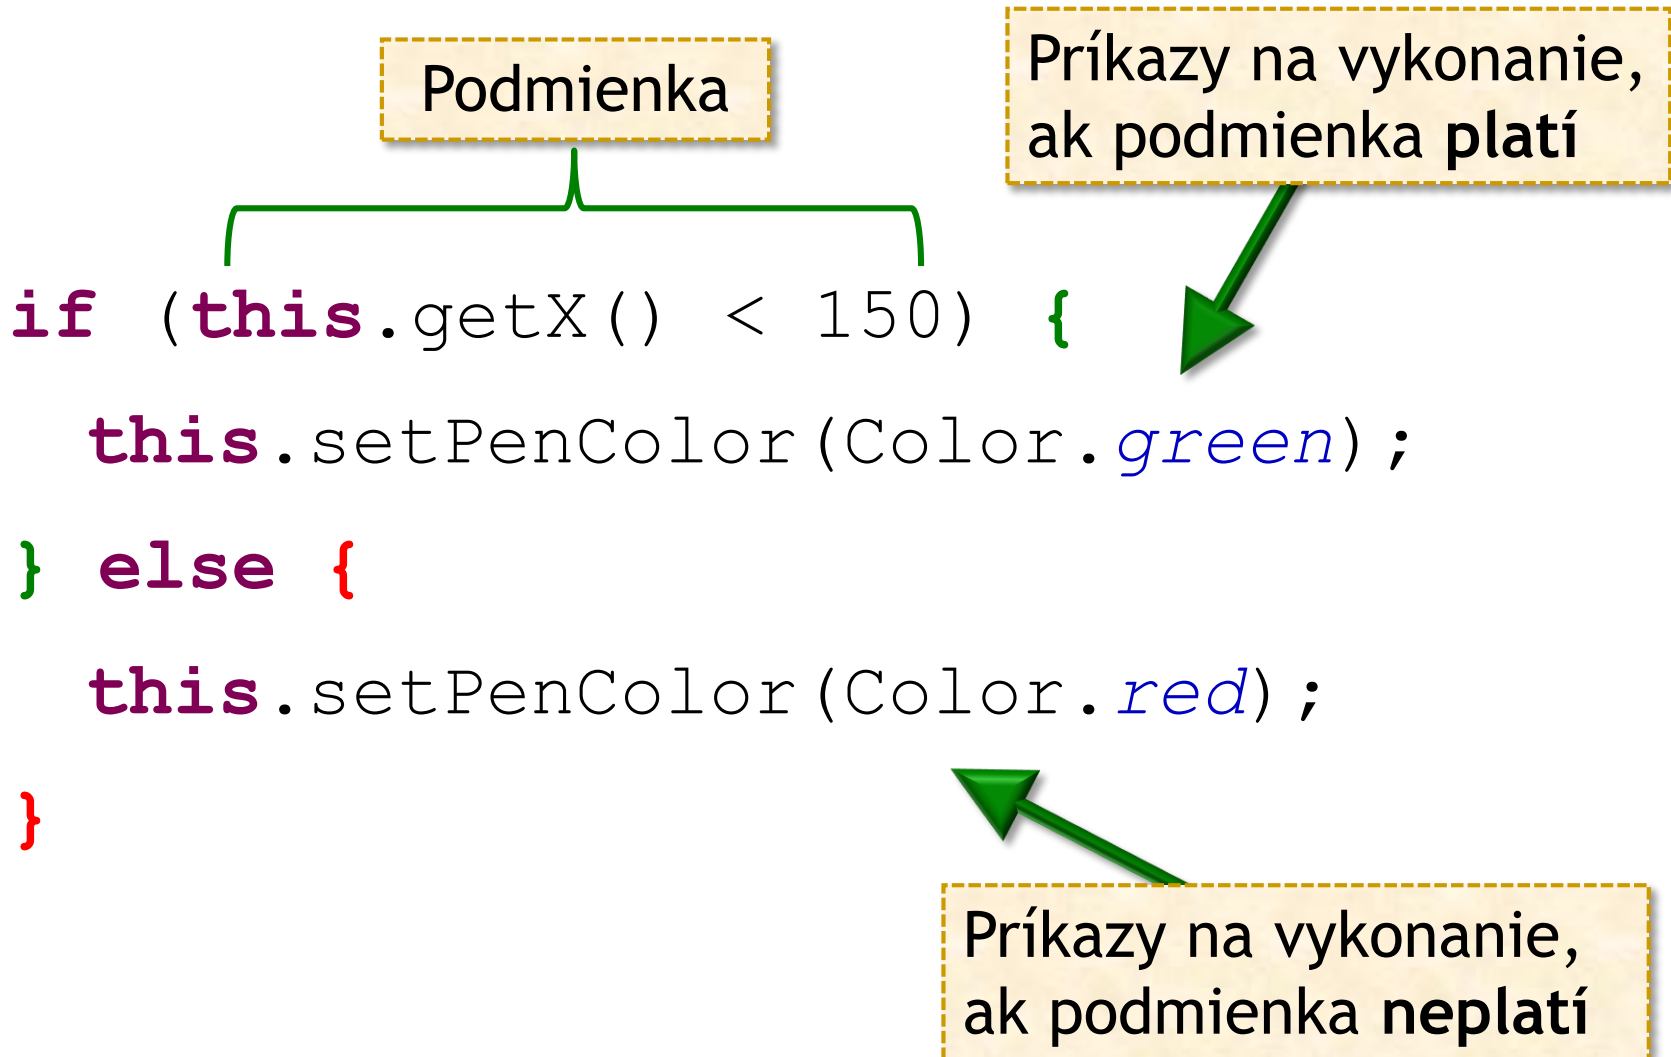 Podmienka
Príkazy na vykonanie,
ak podmienka platí
if (this.getX() < 150) {
this.setPenColor(Color.green);
} else {
this.setPenColor(Color.red);
}
Príkazy na vykonanie,
ak podmienka neplatí